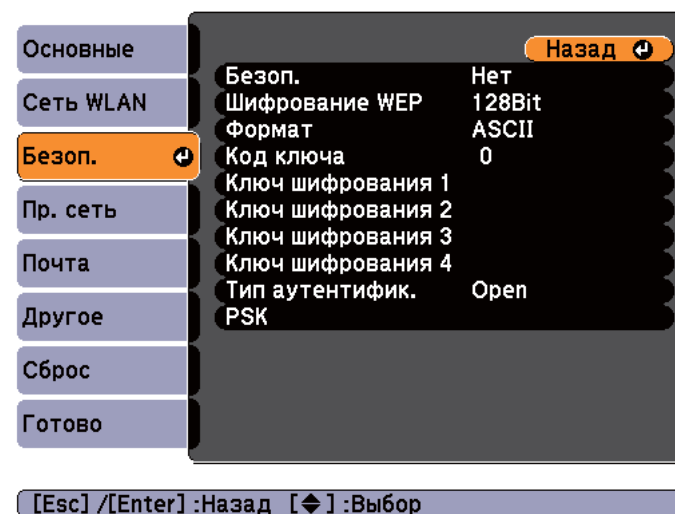 Основные
Сеть WLAN
Безоп.
Пр. сеть
Почта
Другое
Сброс
Готово
Назад
Безоп. Нет
Шифрование WEP 128Bit
Формат ASCII
Код ключа 0
Ключ шифрования 1
Ключ шифрования 2
Ключ шифрования 3
Ключ шифрования 4
Тип аутентифик. Open
PSK
[Esc] /[Enter] :Назад [◆] :Выбор